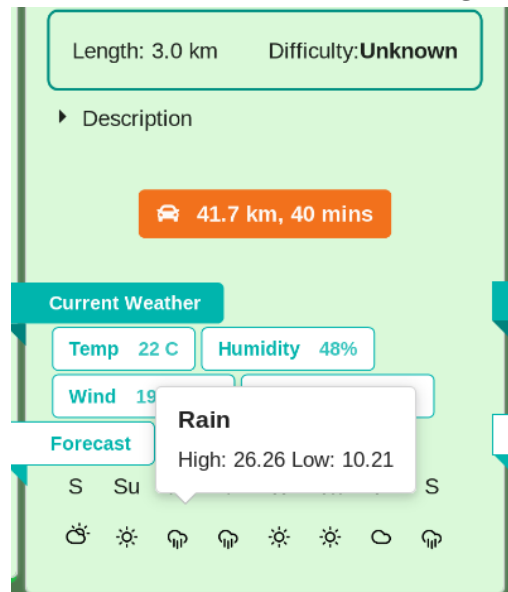 Length: 3.0 km Difficulty:Unknown
Description
41.7 km, 40 mins
Current Weather
Temp 22 C Humidity 48%
Wind 19
Rain
High: 26.26 Low: 10.21
Forecast
S Su S